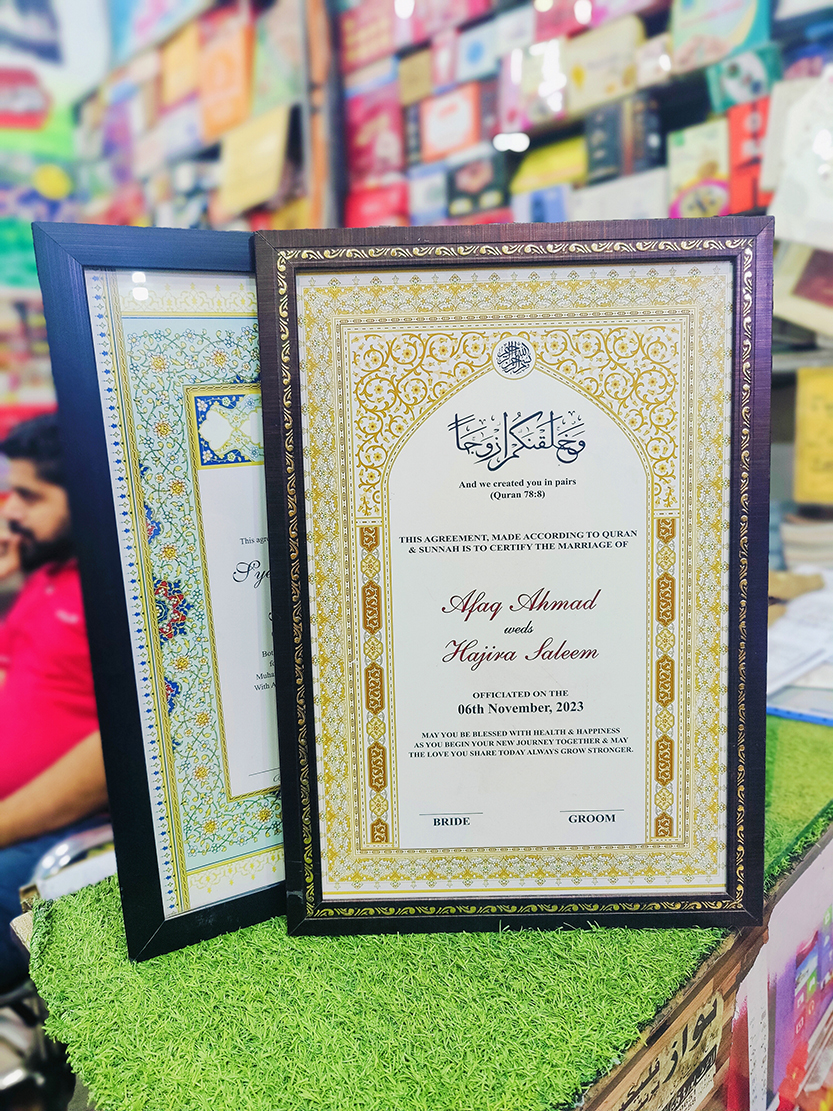 وَخَلَقْنَٰكُمْ أَزْوَٰجًا
And we created you in pairs
(Quran 78:8)
THIS AGREEMENT, MADE ACCORDING TO QURAN
& SUNNAH IS TO CERTIFY THE MARRIAGE OF
Afaq Ahmad
weds
Hajira Saleem
OFFICIATED ON THE
06th November, 2023
MAY YOU BE BLESSED WITH HEALTH & HAPPINESS
AS YOU BEGIN YOUR NEW JOURNEY TOGETHER & MAY
THE LOVE YOU SHARE TODAY ALWAYS GROW STRONGER.
BRIDE GROOM
This
Sye
With